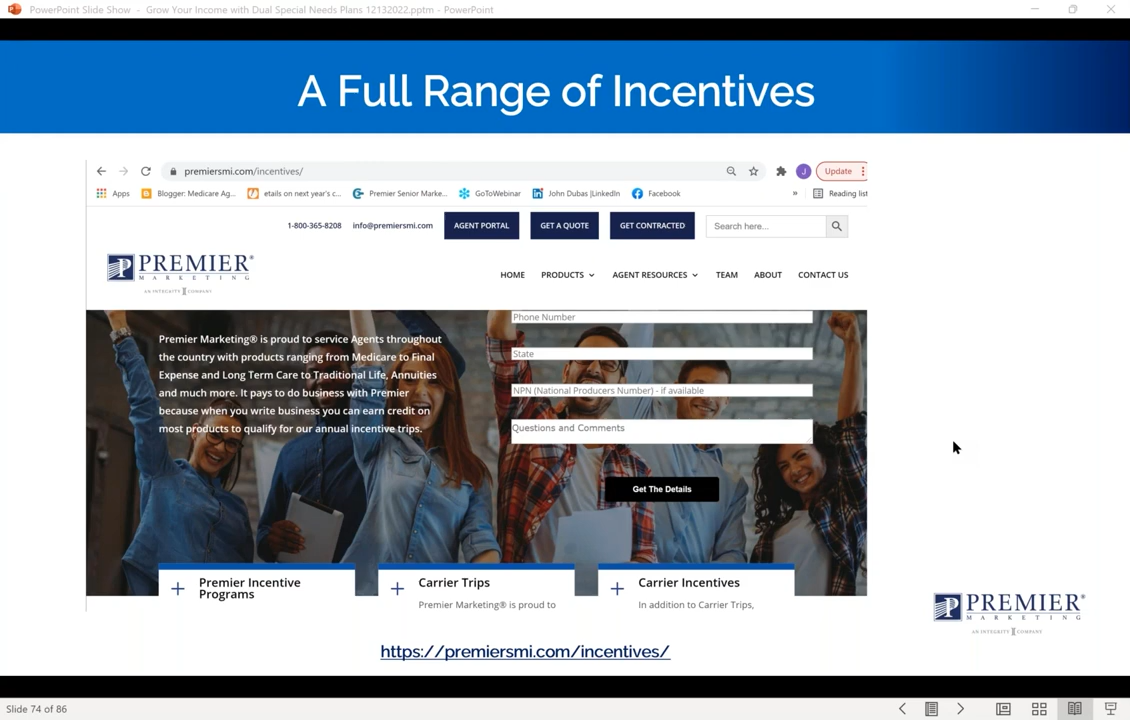 PowerPoint Slide Show - Grow Your Income with Dual Special Needs Plans 12132022.pptm - PowerPoint
A Full Range of Incentives
premiersmi.com/incentives/
Update
Apps
Blogger: Medicare Ag...
etails on next year's c...
Premier Senior Marke...
GoToWebinar
John Dubas |LinkedIn
Facebook
»
Reading list
1-800-365-8208
info@premiersmi.com
AGENT PORTAL
GET A QUOTE
GET CONTRACTED
Search here...
PREMIER®
MARKETING
AN INTEGRITY COMPANY
HOME
PRODUCTS
AGENT RESOURCES
TEAM
ABOUT
CONTACT US
Premier Marketing® is proud to service Agents throughout
the country with products ranging from Medicare to Final
Expense and Long Term Care to Traditional Life, Annuities
and much more. It pays to do business with Premier
because when you write business you can earn credit on
most products to qualify for our annual incentive trips.
Phone Number
State
NPN (National Producers Number) - if available
Questions and Comments
Get The Details
Premier Incentive
Programs
Carrier Trips
Premier Marketing® is proud to
Carrier Incentives
In addition to Carrier Trips,
PREMIER®
MARKETING
AN INTEGRITY COMPANY
https://premiersmi.com/incentives/
Slide 74 of 86